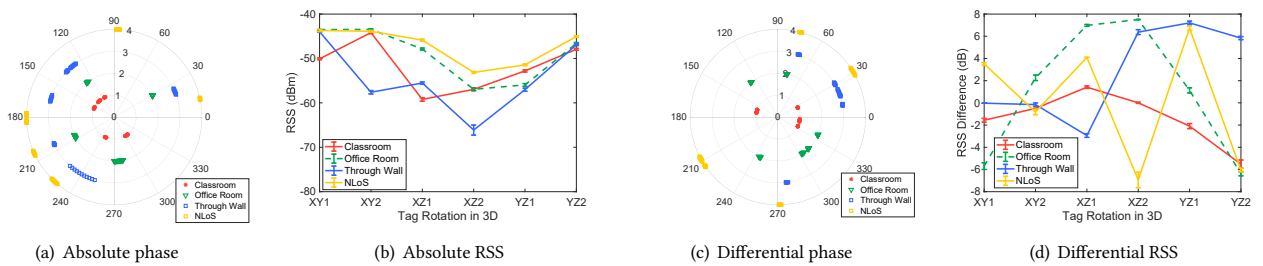 90
120
60
150
30
180
0
210
330
240
300
270
0
1
2
3
4
Classroom
Office Room
Through Wall
NLoS
(a) Absolute phase
-40
-50
-60
-70
-80
RSS (dBm)
XY1 XY2 XZ1 XZ2 YZ1 YZ2
Tag Rotation in 3D
Classroom
Office Room
Through Wall
NLoS
(b) Absolute RSS
90
120
60
150
30
180
0
210
330
240
300
270
0
1
2
3
4
Classroom
Office Room
Through Wall
NLoS
(c) Differential phase
8
6
4
2
0
-2
-4
-6
-8
RSS Difference (dB)
XY1 XY2 XZ1 XZ2 YZ1 YZ2
Tag Rotation in 3D
Classroom
Office Room
Through Wall
NLoS
(d) Differential RSS